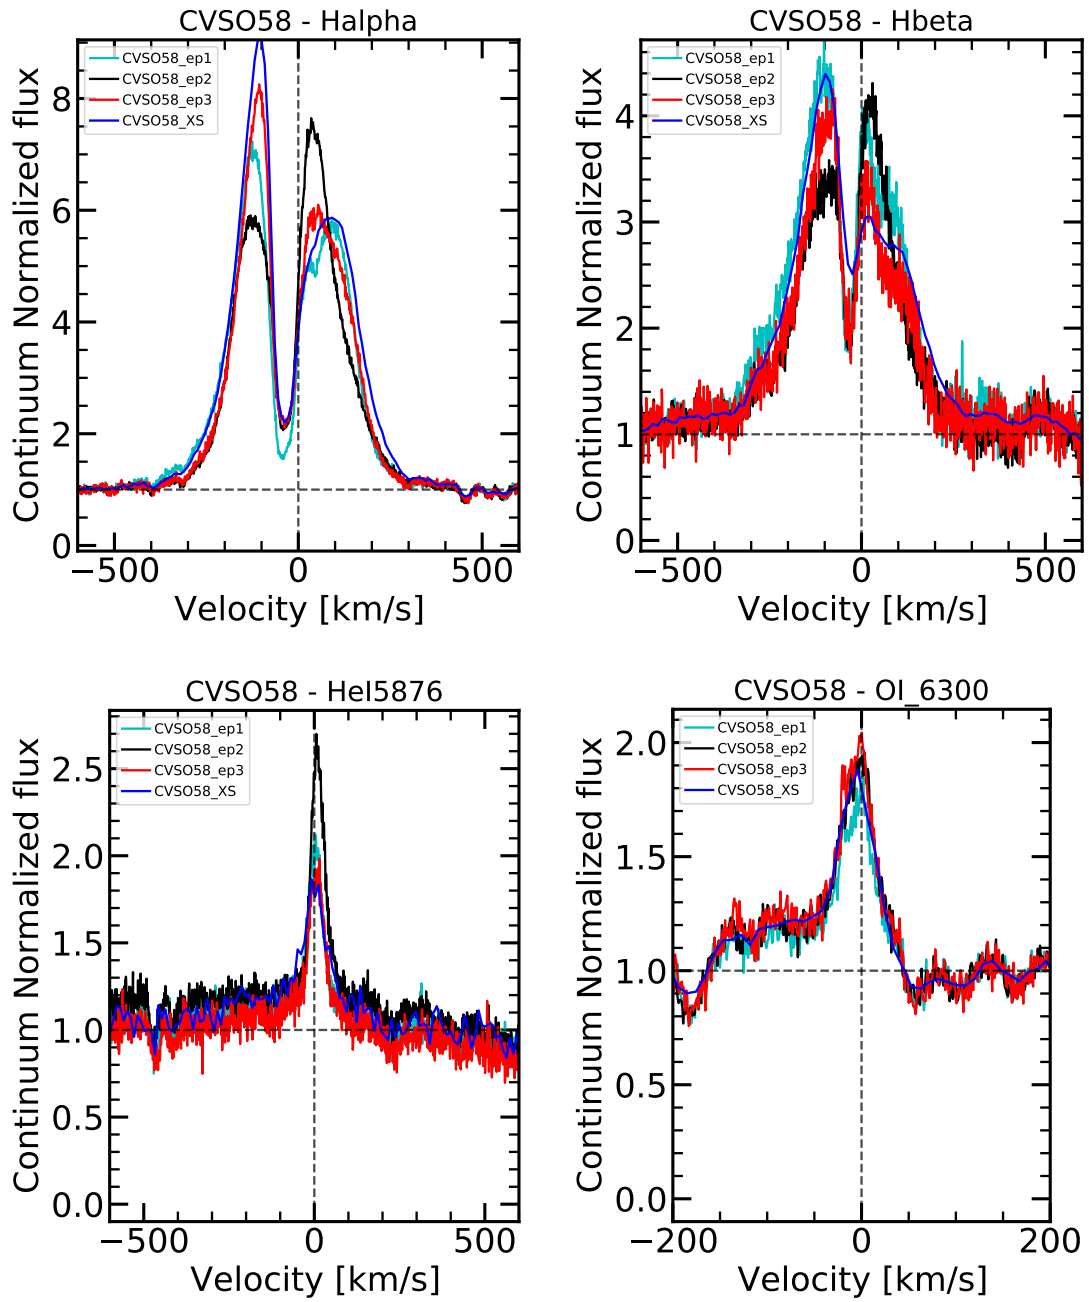 CVSO58 - Halpha
CVSO58_ep1
CVSO58_ep2
CVSO58_ep3
CVSO58_XS
Continuum Normalized flux
8
6
4
2
0
−500
0
500
Velocity [km/s]
CVSO58 - Hbeta
CVSO58_ep1
CVSO58_ep2
CVSO58_ep3
CVSO58_XS
Continuum Normalized flux
4
3
2
1
0
−500
0
500
Velocity [km/s]
CVSO58 - HeI5876
CVSO58_ep1
CVSO58_ep2
CVSO58_ep3
CVSO58_XS
Continuum Normalized flux
2.5
2.0
1.5
1.0
0.5
0.0
−500
0
500
Velocity [km/s]
CVSO58 - OI_6300
CVSO58_ep1
CVSO58_ep2
CVSO58_ep3
CVSO58_XS
Continuum Normalized flux
2.0
1.5
1.0
0.5
0.0
−200
0
200
Velocity [km/s]